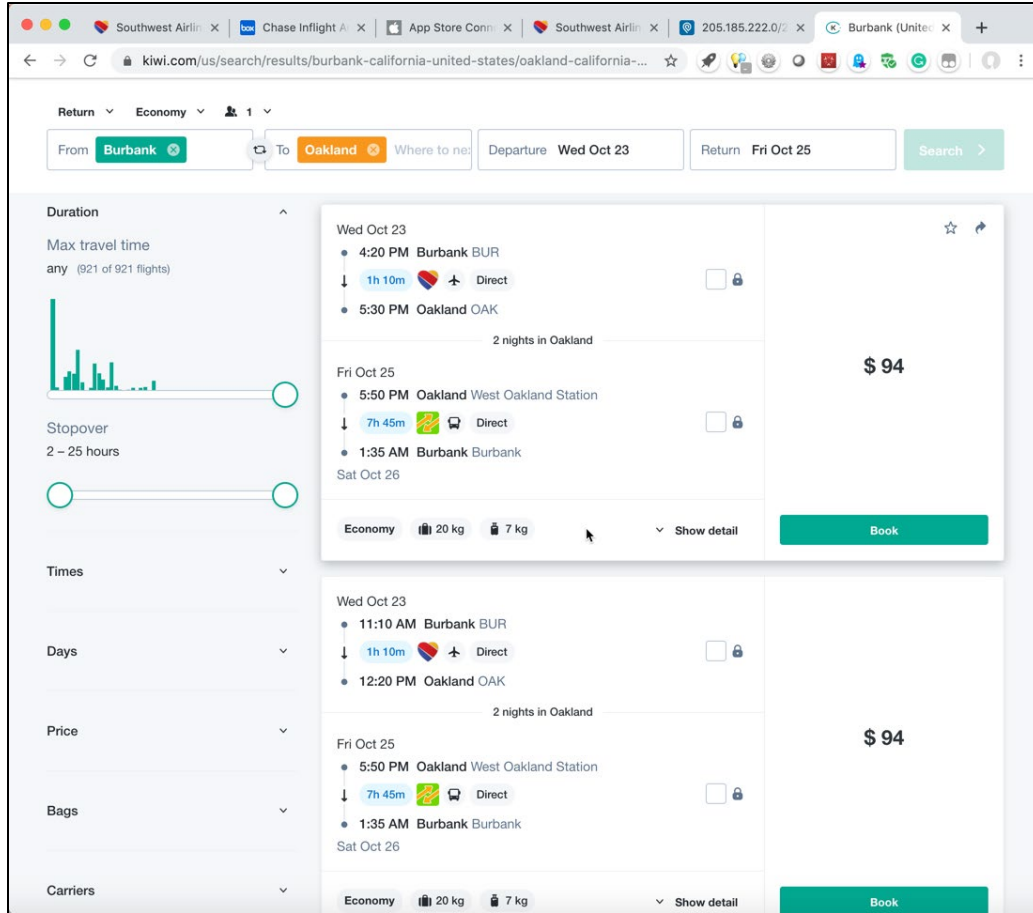 Southwest Airlin
box Chase Inflight A
App Store Conn
Southwest Airlin
205.185.222.0/2
Burbank (United
kiwi.com/us/search/results/burbank-california-united-states/oakland-california-...
Return Economy 1
From Burbank To Oakland Where to ne: Departure Wed Oct 23 Return Fri Oct 25 Search
Duration
Max travel time
any (921 of 921 flights)
Stopover
2 – 25 hours
Times
Days
Price
Bags
Carriers
Wed Oct 23
4:20 PM Burbank BUR
1h 10m Direct
5:30 PM Oakland OAK
2 nights in Oakland
Fri Oct 25
5:50 PM Oakland West Oakland Station
7h 45m Direct
1:35 AM Burbank Burbank
Sat Oct 26
Economy 20 kg 7 kg Show detail
$ 94
Book
Wed Oct 23
11:10 AM Burbank BUR
1h 10m Direct
12:20 PM Oakland OAK
2 nights in Oakland
Fri Oct 25
5:50 PM Oakland West Oakland Station
7h 45m Direct
1:35 AM Burbank Burbank
Sat Oct 26
Economy 20 kg 7 kg Show detail
$ 94
Book